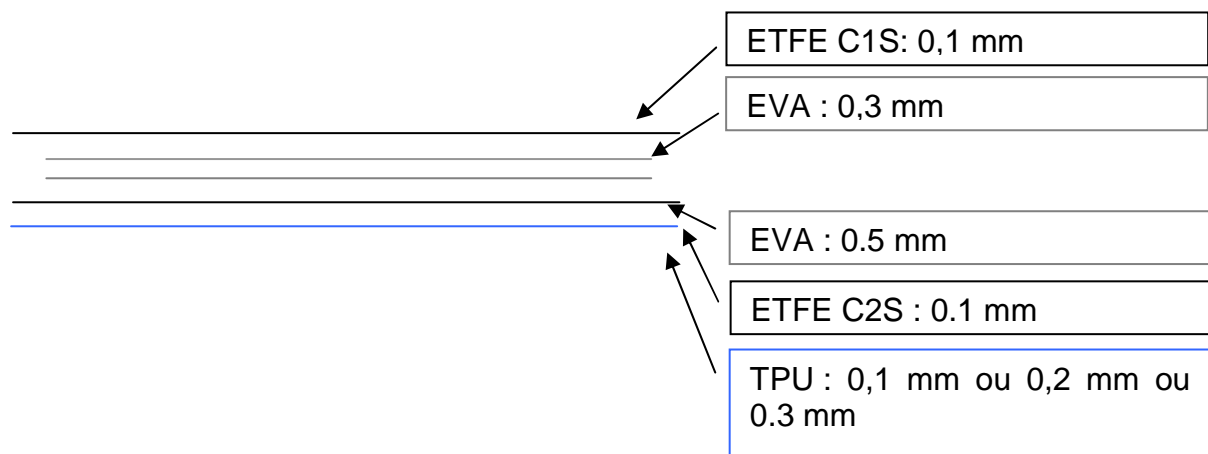 ETFE C1S: 0,1 mm
EVA : 0,3 mm
EVA : 0.5 mm
ETFE C2S : 0.1 mm
TPU : 0,1 mm ou 0,2 mm ou
0.3 mm